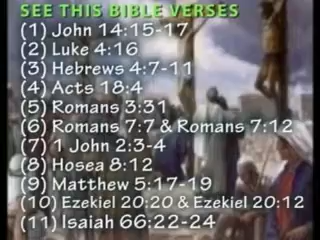 SEE THIS BIBLE VERSES
(1) John 14:15-17
(2) Luke 4:16
(3) Hebrews 4:7-11
(4) Acts 18:4
(5) Romans 3:31
(6) Romans 7:7 & Romans 7:12
(7) 1 John 2:3-4
(8) Hosea 8:12
(9) Matthew 5:17-19
(10) Ezekiel 20:20 & Ezekiel 20:12
(11) Isaiah 66:22-24